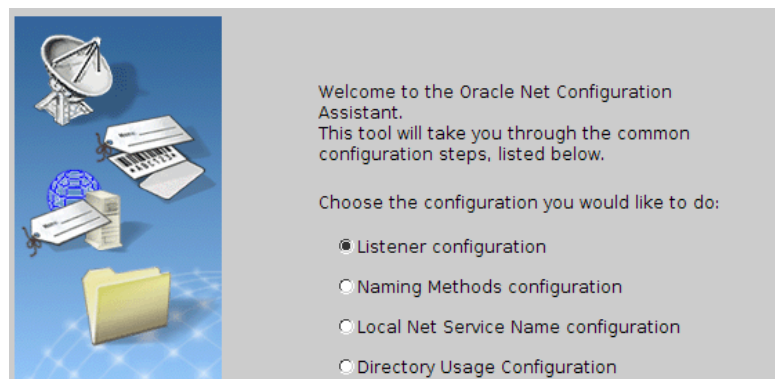 Welcome to the Oracle Net Configuration
Assistant.
This tool will take you through the common
configuration steps, listed below.
Choose the configuration you would like to do:
Listener configuration
Naming Methods configuration
Local Net Service Name configuration
Directory Usage Configuration